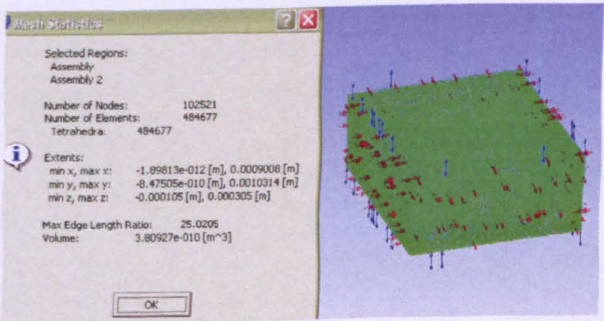 Mesh Statistics
Selected Regions:
Assembly
Assembly 2
Number of Nodes: 102521
Number of Elements: 484677
Tetrahedra: 484677
Extents:
min x, max x: -1.89813e-012 [m], 0.0009008 [m]
min y, max y: -8.47505e-010 [m], 0.0010314 [m]
min z, max z: -0.000105 [m], 0.000305 [m]
Max Edge Length Ratio: 25.0205
Volume: 3.80927e-010 [m^3]
OK